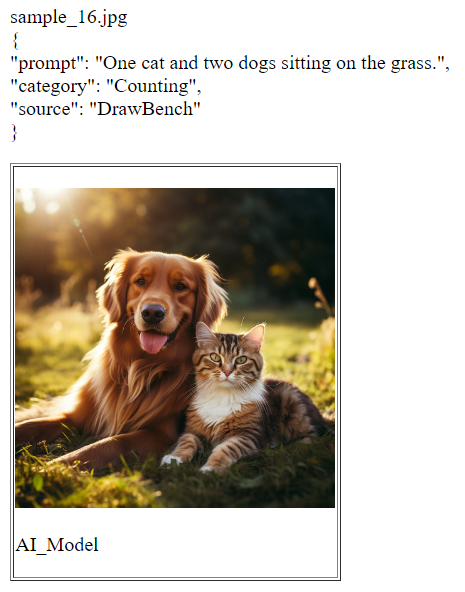 sample_16.jpg
{
"prompt": "One cat and two dogs sitting on the grass.",
"category": "Counting",
"source": "DrawBench"
}
AI_Model